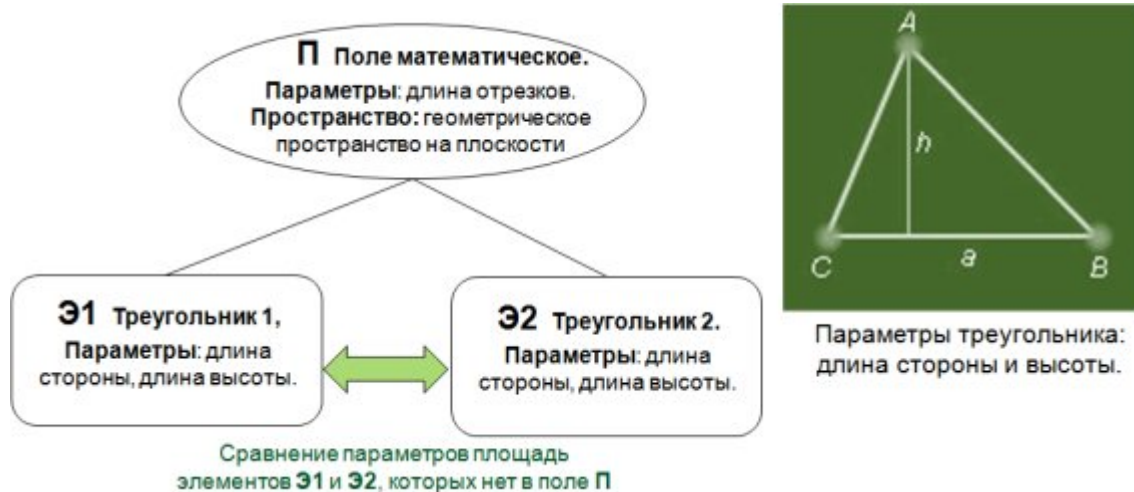 П Поле математическое.
Параметры: длина отрезков.
Пространство: геометрическое
пространство на плоскости
Э1 Треугольник 1,
Параметры: длина
стороны, длина высоты.
Э2 Треугольник 2.
Параметры: длина
стороны, длина высоты.
Сравнение параметров площадь
элементов Э1 и Э2, которых нет в поле П
A
h
C
a
B
Параметры треугольника:
длина стороны и высоты.